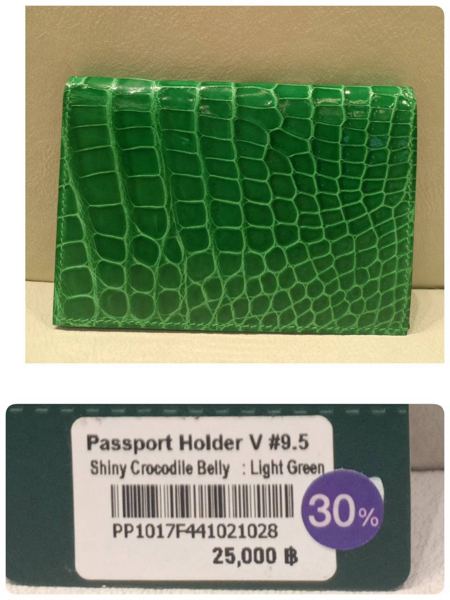 Passport Holder V #9.5
Shiny Crocodile Belly : Light Green
PP1017F441021028
30%
25,000 ฿